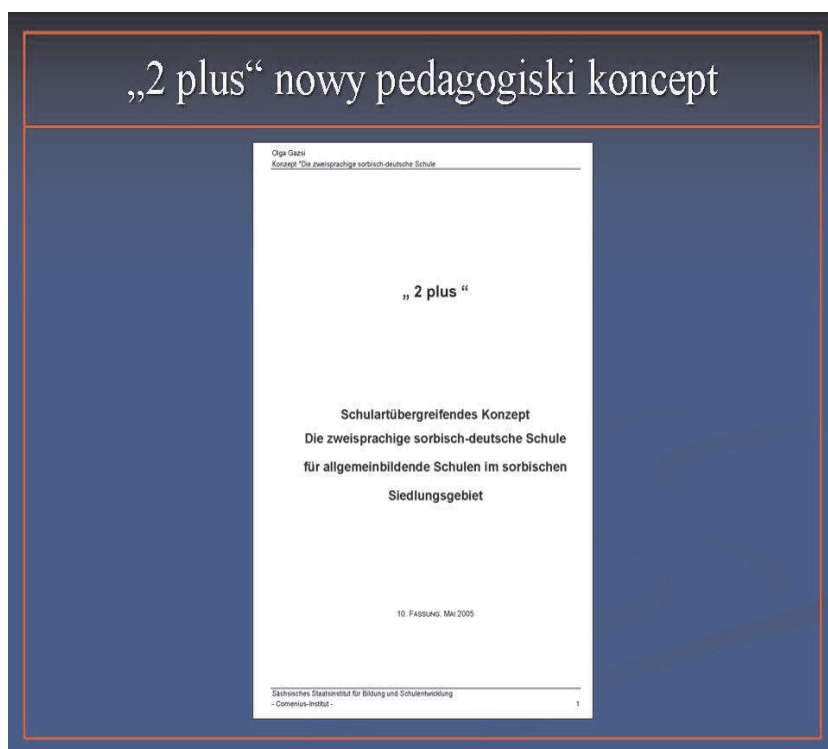 „2 plus“ nowy pedagogiski koncept
Olga Gazsi
Konzept "Die zweisprachige sorbisch-deutsche Schule
„ 2 plus “
Schulartübergreifendes Konzept
Die zweisprachige sorbisch-deutsche Schule
für allgemeinbildende Schulen im sorbischen
Siedlungsgebiet
10. FASSUNG, MAI 2005
Sächsisches Staatsinstitut für Bildung und Schulentwicklung
- Comenius-Institut - 1